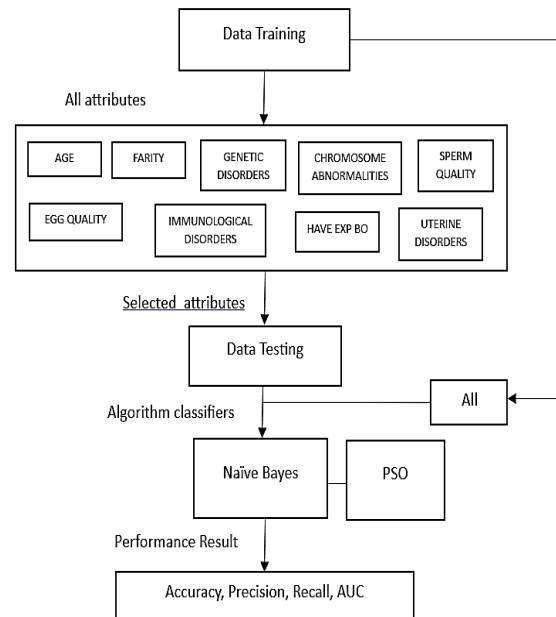 Data Training
All attributes
AGE
FARITY
GENETIC
DISORDERS
CHROMOSOME
ABNORMALITIES
SPERM
QUALITY
EGG QUALITY
IMMUNOLOGICAL
DISORDERS
HAVE EXP BO
UTERINE
DISORDERS
Selected attributes
Data Testing
Algorithm classifiers
All
Naïve Bayes
PSO
Performance Result
Accuracy, Precision, Recall, AUC